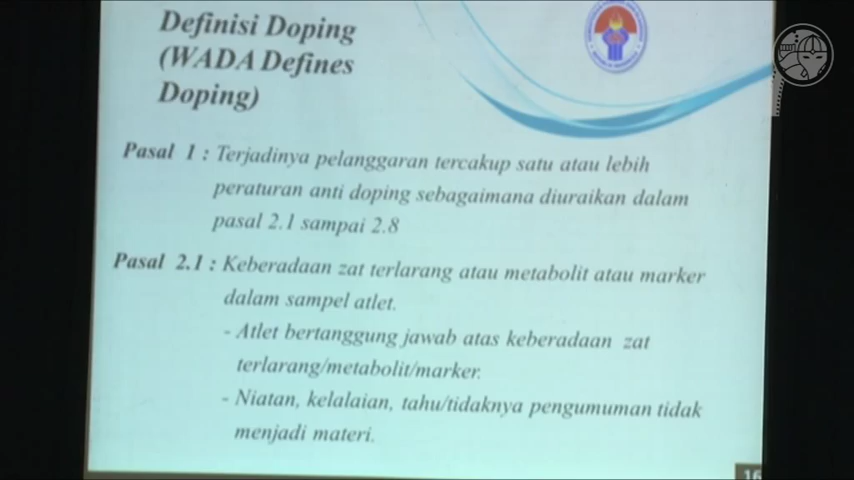 Definisi Doping
(WADA Defines
Doping)
Pasal 1 : Terjadinya pelanggaran tercakup satu atau lebih
peraturan anti doping sebagaimana diuraikan dalam
pasal 2.1 sampai 2.8
Pasal 2.1 : Keberadaan zat terlarang atau metabolit atau marker
dalam sampel atlet.
- Atlet bertanggung jawab atas keberadaan zat
terlarang/metabolit/marker.
- Niatan, kelalaian, tahu/tidaknya pengumuman tidak
menjadi materi.
16